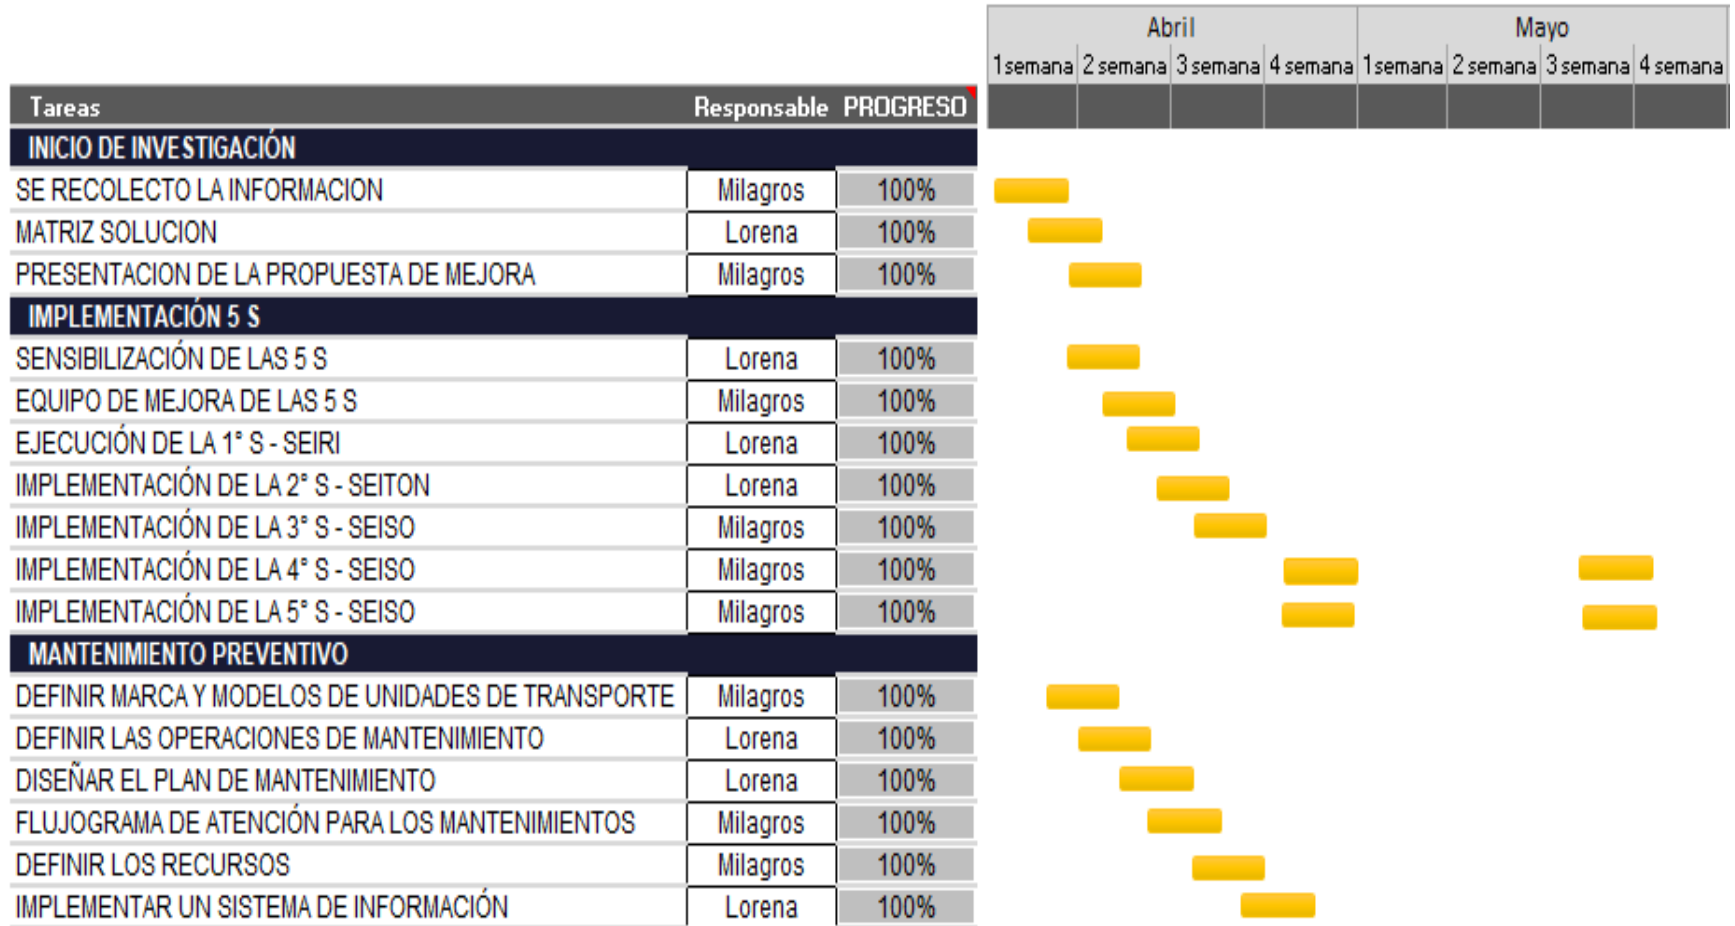 Abril Mayo
1 semana 2 semana 3 semana 4 semana 1 semana 2 semana 3 semana 4 semana
Tareas Responsable PROGRESO
INICIO DE INVESTIGACIÓN
SE RECOLECTO LA INFORMACION Milagros 100%
MATRIZ SOLUCION Lorena 100%
PRESENTACION DE LA PROPUESTA DE MEJORA Milagros 100%
IMPLEMENTACIÓN 5 S
SENSIBILIZACIÓN DE LAS 5 S Lorena 100%
EQUIPO DE MEJORA DE LAS 5 S Milagros 100%
EJECUCIÓN DE LA 1° S - SEIRI Lorena 100%
IMPLEMENTACIÓN DE LA 2° S - SEITON Lorena 100%
IMPLEMENTACIÓN DE LA 3° S - SEISO Milagros 100%
IMPLEMENTACIÓN DE LA 4° S - SEISO Milagros 100%
IMPLEMENTACIÓN DE LA 5° S - SEISO Milagros 100%
MANTENIMIENTO PREVENTIVO
DEFINIR MARCA Y MODELOS DE UNIDADES DE TRANSPORTE Milagros 100%
DEFINIR LAS OPERACIONES DE MANTENIMIENTO Lorena 100%
DISEÑAR EL PLAN DE MANTENIMIENTO Lorena 100%
FLUJOGRAMA DE ATENCIÓN PARA LOS MANTENIMIENTOS Milagros 100%
DEFINIR LOS RECURSOS Milagros 100%
IMPLEMENTAR UN SISTEMA DE INFORMACIÓN Lorena 100%